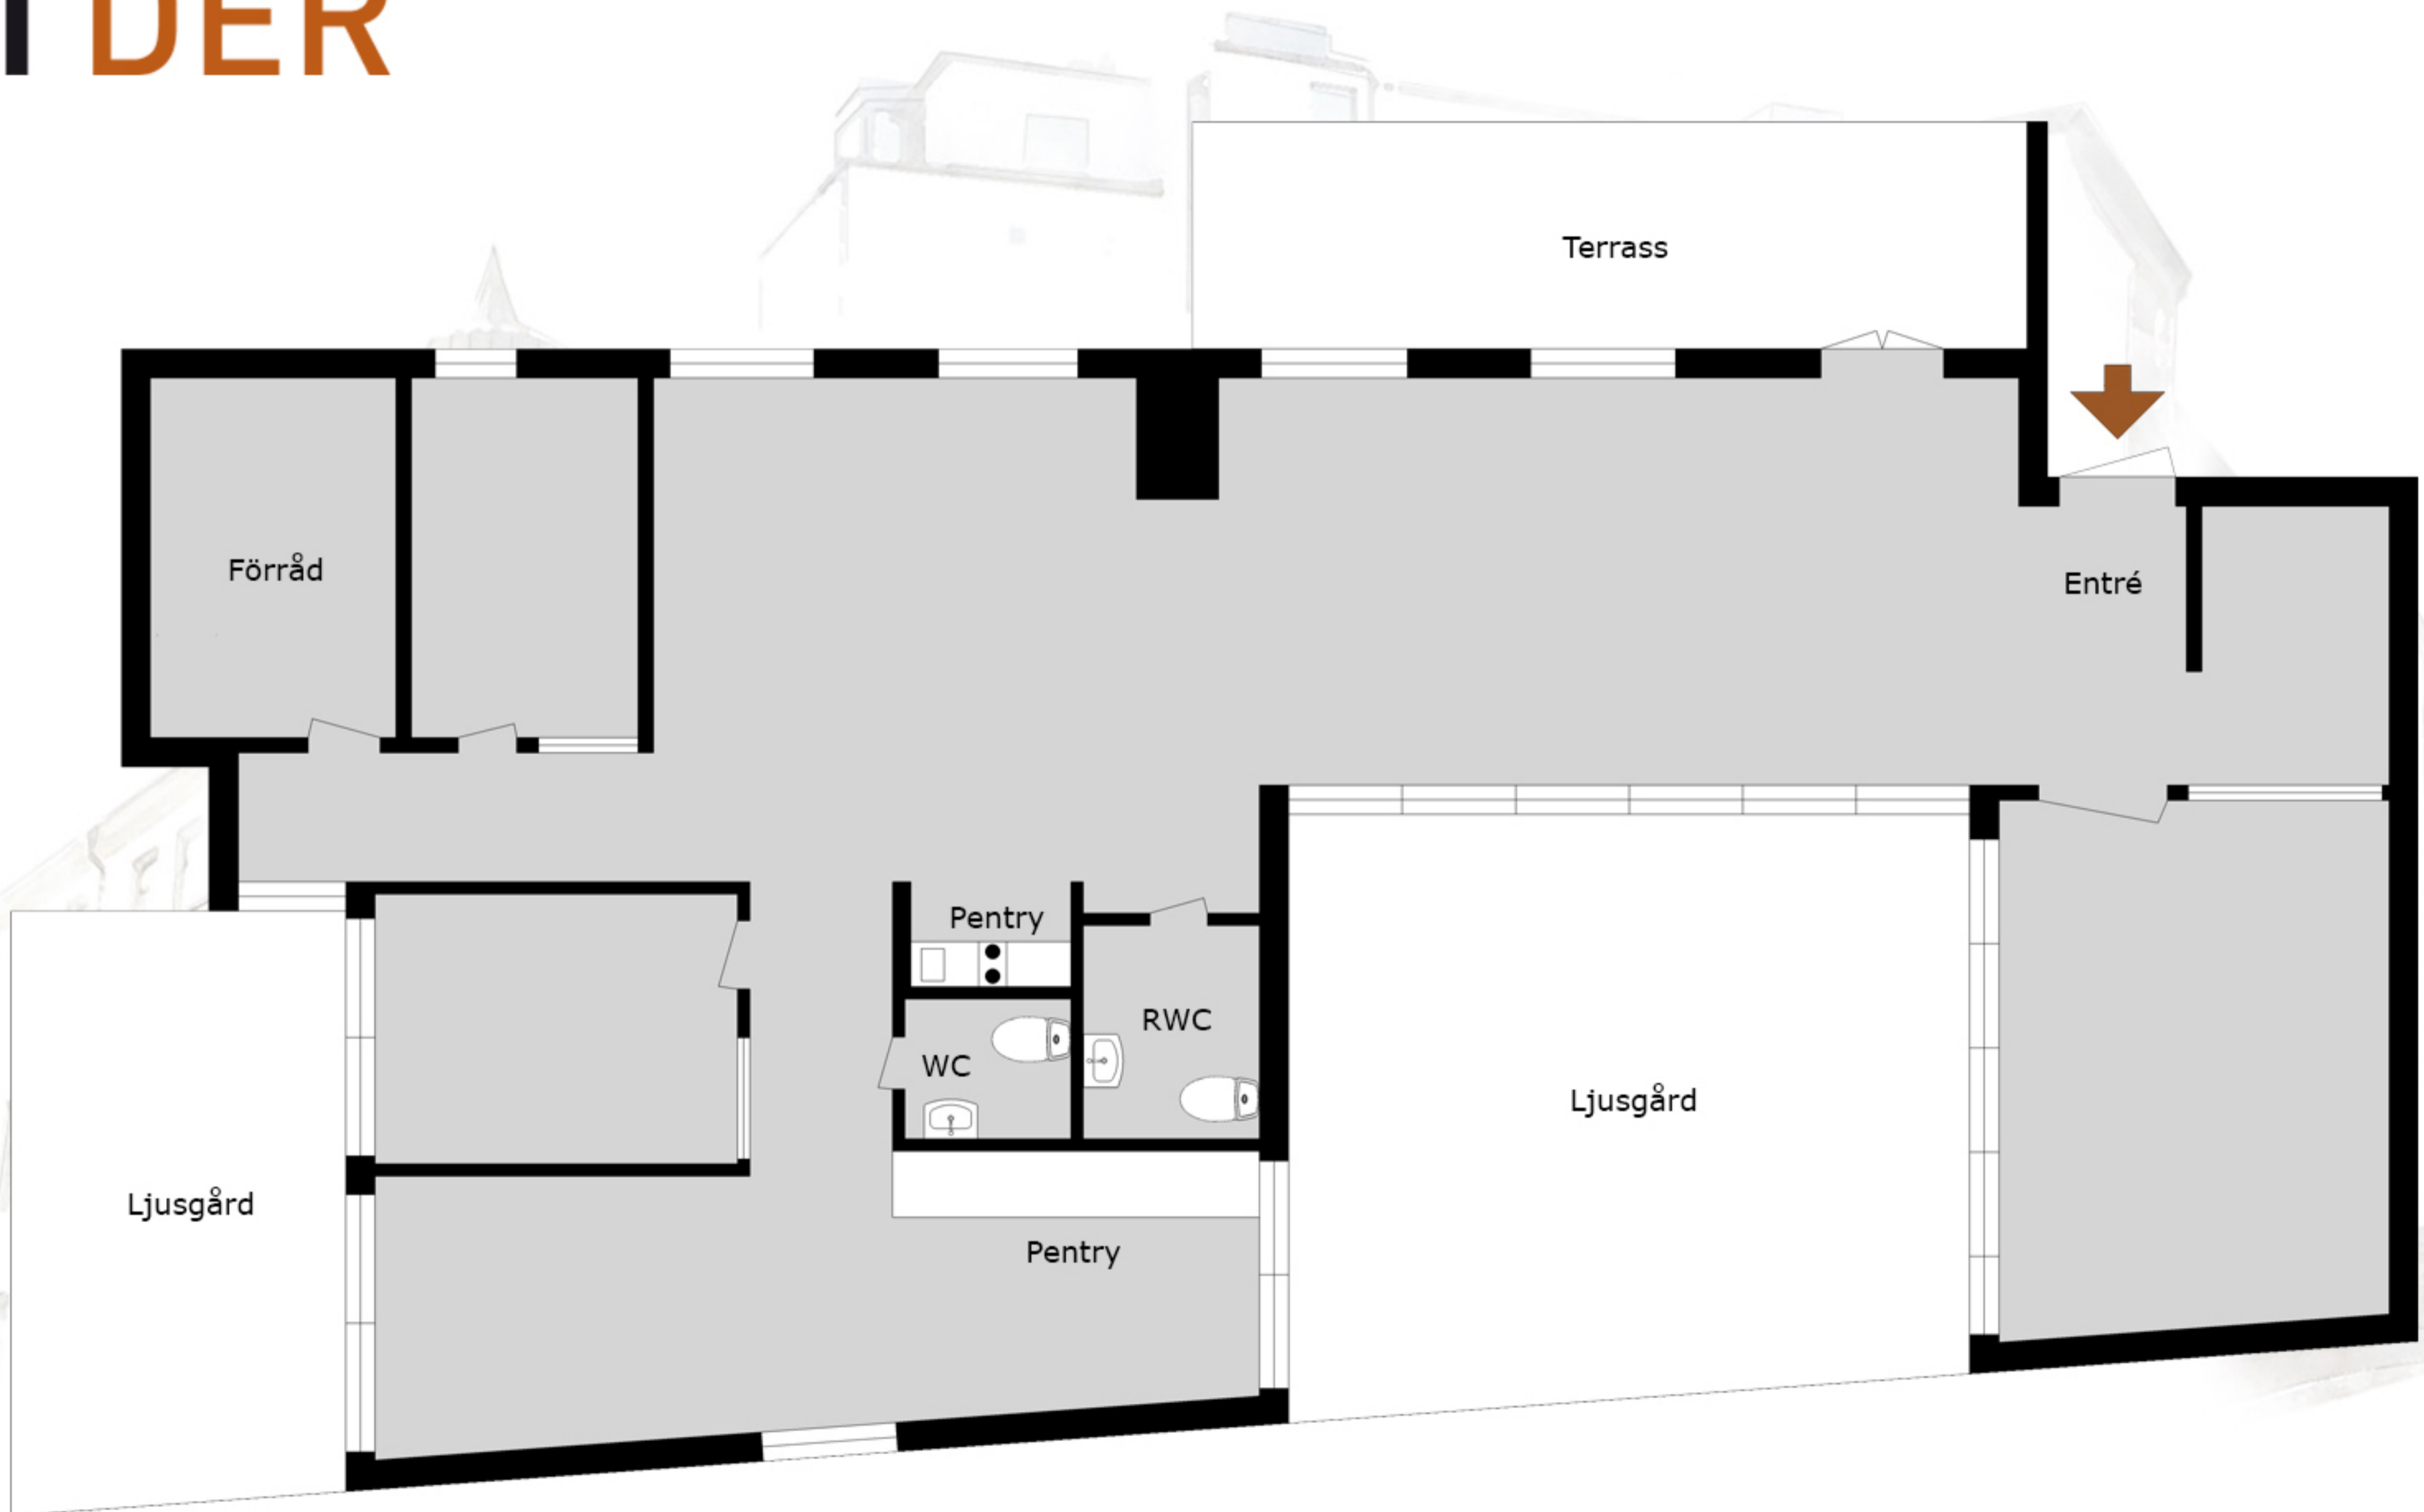 DER
Terrass
Förråd
Entré
Pentry
RWC
WC
Ljusgård
Ljusgård
Pentry